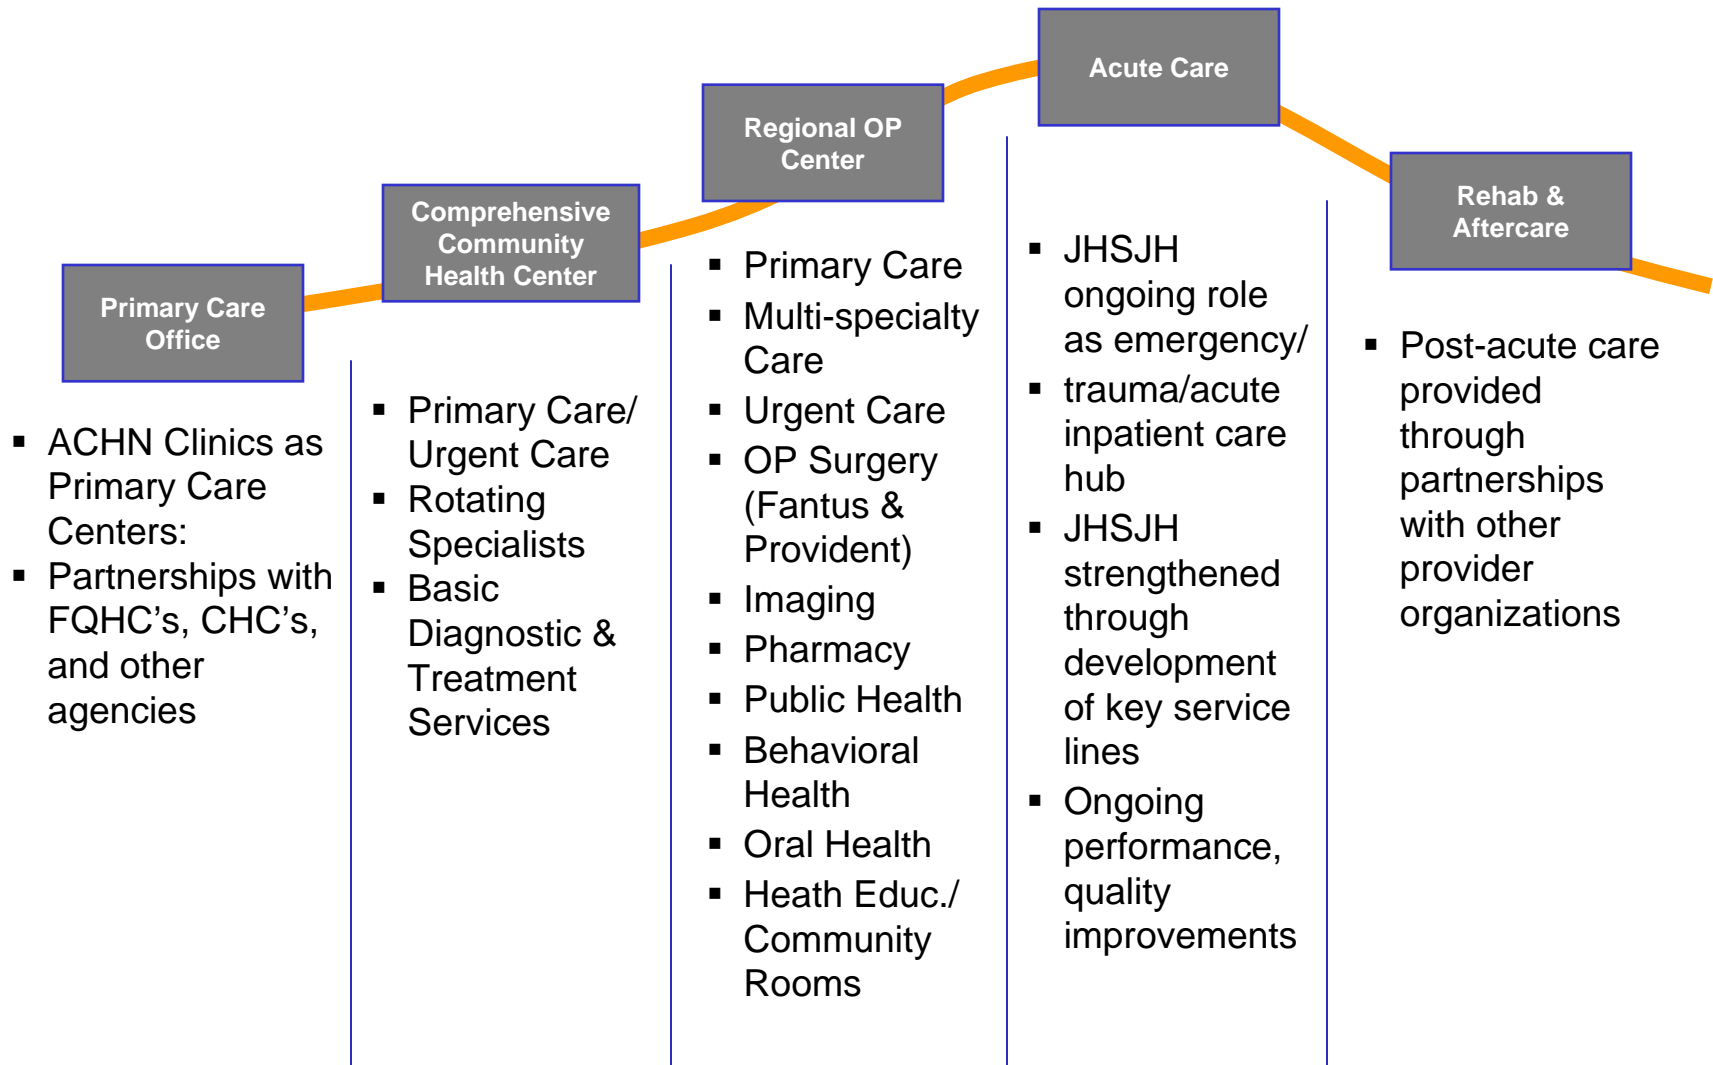 Primary Care
Office
▪ ACHN Clinics as
Primary Care
Centers:
▪ Partnerships with
FQHC’s, CHC’s,
and other
agencies
Comprehensive
Community
Health Center
▪ Primary Care/
Urgent Care
▪ Rotating
Specialists
▪ Basic
Diagnostic &
Treatment
Services
Regional OP
Center
▪ Primary Care
▪ Multi-specialty
Care
▪ Urgent Care
▪ OP Surgery
(Fantus &
Provident)
▪ Imaging
▪ Pharmacy
▪ Public Health
▪ Behavioral
Health
▪ Oral Health
▪ Heath Educ./
Community
Rooms
Acute Care
▪ JHSJH
ongoing role
as emergency/
▪ trauma/acute
inpatient care
hub
▪ JHSJH
strengthened
through
development
of key service
lines
▪ Ongoing
performance,
quality
improvements
Rehab &
Aftercare
▪ Post-acute care
provided
through
partnerships
with other
provider
organizations